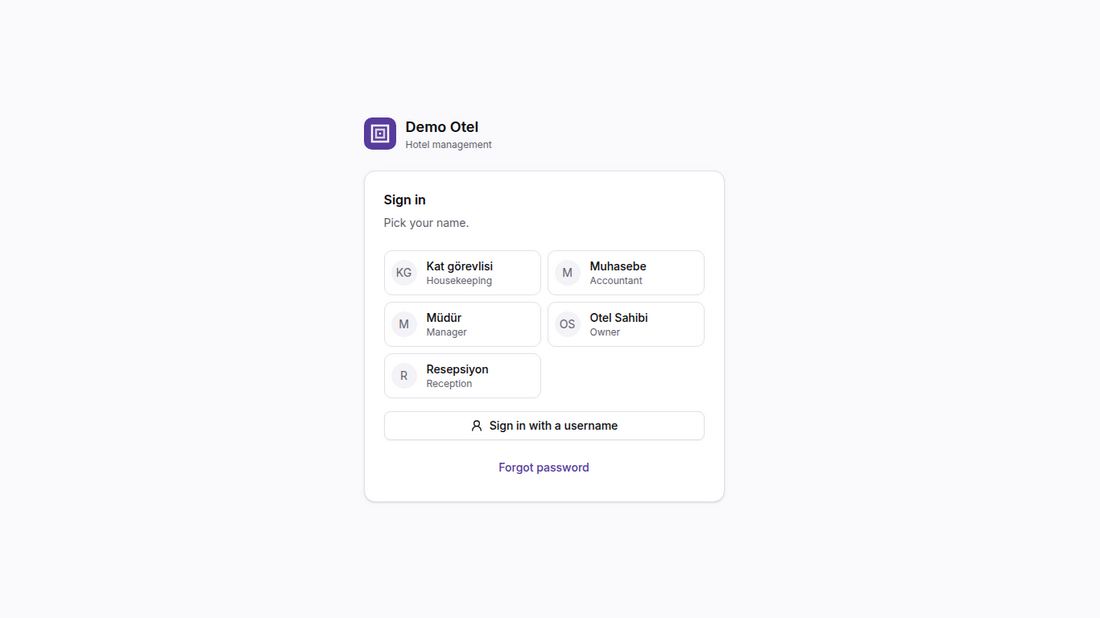 Demo Otel
Hotel management
Sign in
Pick your name.
KG
Kat görevlisi
Housekeeping
M
Muhasebe
Accountant
M
Müdür
Manager
OS
Otel Sahibi
Owner
R
Resepsiyon
Reception
Sign in with a username
Forgot password